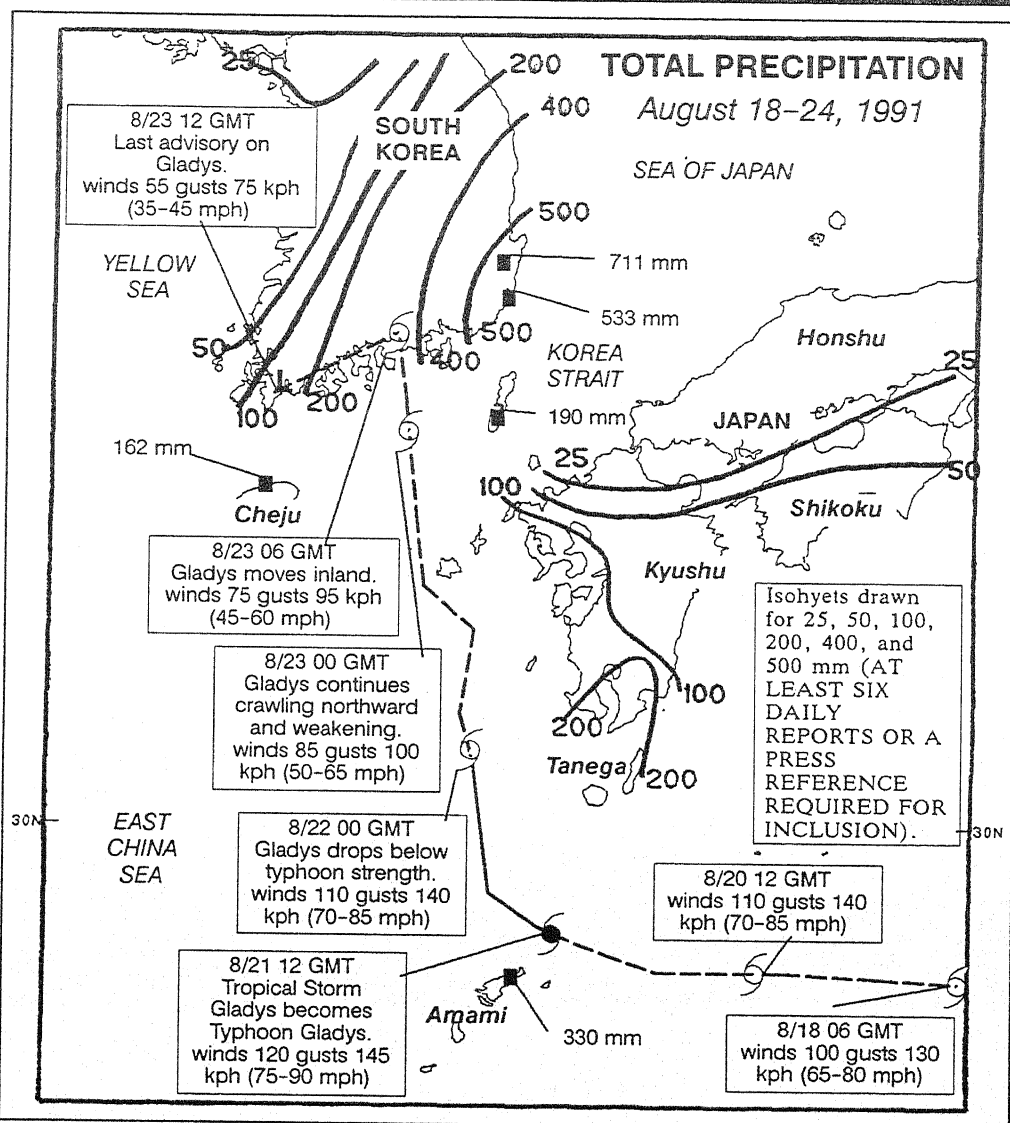 TOTAL PRECIPITATION
August 18-24, 1991
25
200
400
SOUTH
KOREA
8/23 12 GMT
Last advisory on
Gladys.
winds 55 gusts 75 kph
(35-45 mph)
SEA OF JAPAN
500
711 mm
533 mm
YELLOW
SEA
50
100
L
200
400
500
KOREA
STRAIT
Honshu
25
190 mm
JAPAN
162 mm
Cheju
25
100
50
Shikoku
Kyushu
8/23 06 GMT
Gladys moves inland.
winds 75 gusts 95 kph
(45-60 mph)
Isohyets drawn
for 25, 50, 100,
200, 400, and
500 mm (AT
LEAST SIX
DAILY
REPORTS OR A
PRESS
REFERENCE
REQUIRED FOR
INCLUSION).
8/23 00 GMT
Gladys continues
crawling northward
and weakening.
winds 85 gusts 100
kph (50-65 mph)
100
200
Tanega
200
30N
30N
EAST
CHINA
SEA
8/22 00 GMT
Gladys drops below
typhoon strength.
winds 110 gusts 140
kph (70-85 mph)
8/20 12 GMT
winds 110 gusts 140
kph (70-85 mph)
8/21 12 GMT
Tropical Storm
Gladys becomes
Typhoon Gladys.
winds 120 gusts 145
kph (75-90 mph)
Amami
330 mm
8/18 06 GMT
winds 100 gusts 130
kph (65-80 mph)